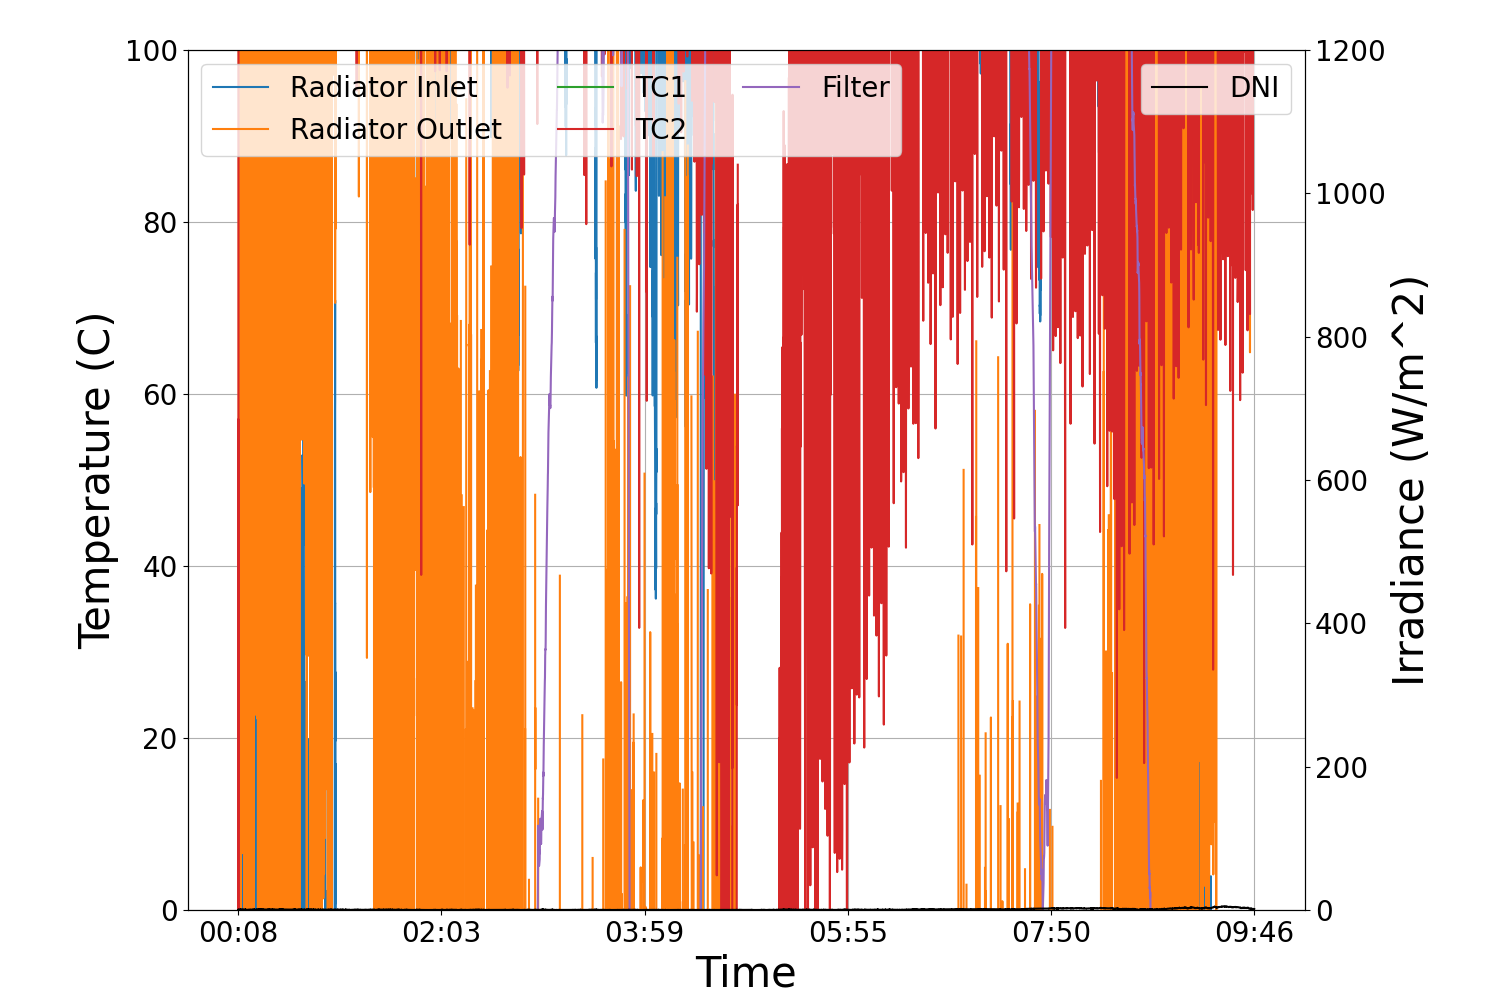 100
80
60
40
20
0
Temperature (C)
Radiator Inlet
Radiator Outlet
TC1
TC2
Filter
DNI
1200
1000
800
600
400
200
0
Irradiance (W/m^2)
00:08 02:03 03:59 05:55 07:50 09:46
Time